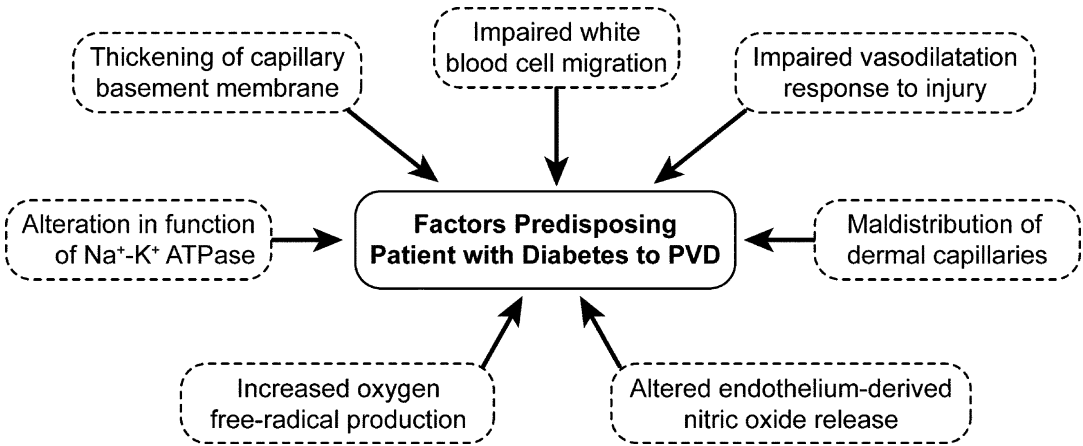 Thickening of capillary
basement membrane
Impaired white
blood cell migration
Impaired vasodilatation
response to injury
Alteration in function
of Na⁺-K⁺ ATPase
Factors Predisposing
Patient with Diabetes to PVD
Maldistribution of
dermal capillaries
Increased oxygen
free-radical production
Altered endothelium-derived
nitric oxide release